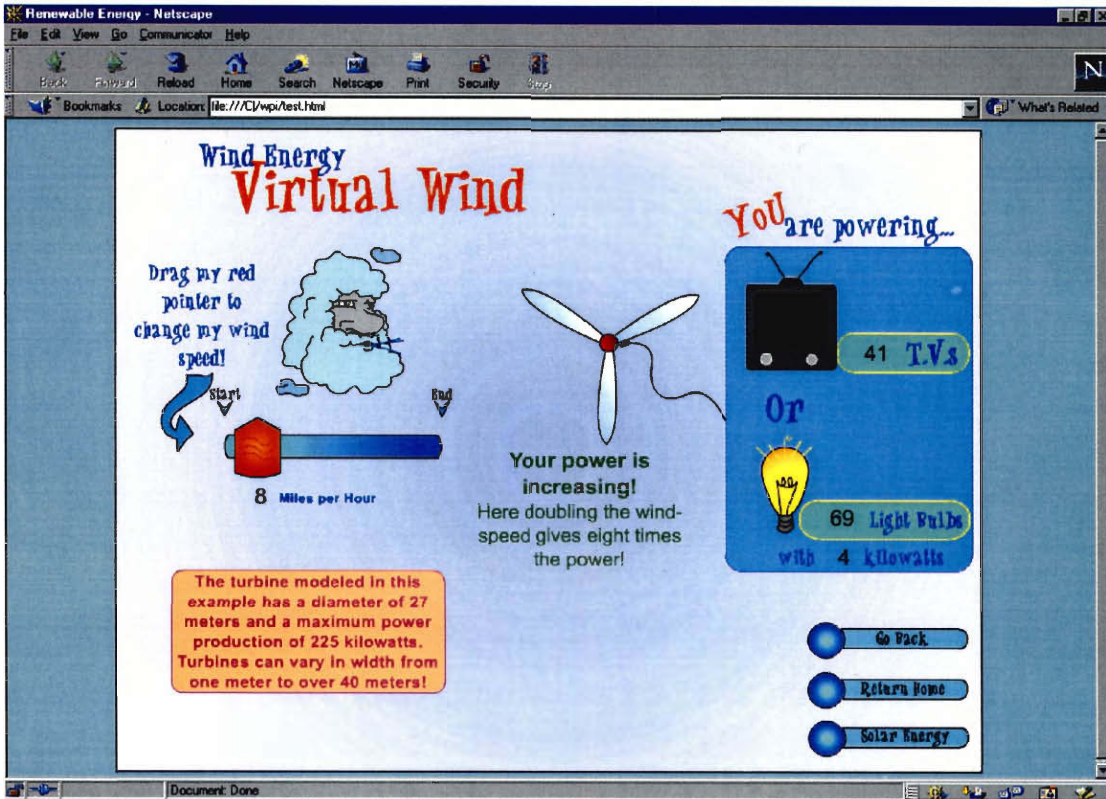 Renewable Energy - Netscape
File Edit View Go Communicator Help
Back Forward Reload Home Search Netscape Print Security Stop
N
Bookmarks Location: file:///C|/wpi/test.html What's Related
Wind Energy
Virtual Wind
Drag my red
pointer to
change my wind
speed!
Start
End
8 Miles per Hour
The turbine modeled in this
example has a diameter of 27
meters and a maximum power
production of 225 kilowatts.
Turbines can vary in width from
one meter to over 40 meters!
Your power is
increasing!
Here doubling the wind-
speed gives eight times
the power!
YoU are powering...
41 T.V.s
Or
69 Light Bulbs
with 4 kilowatts
Go Back
Return Home
Solar Energy
Document: Done